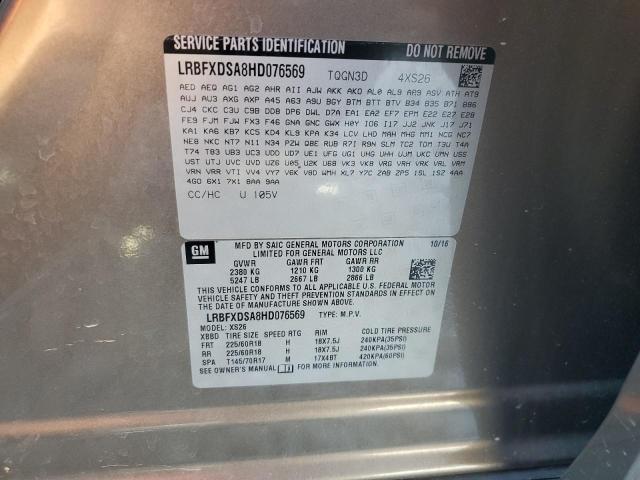 SERVICE PARTS IDENTIFICATION DO NOT REMOVE
LRBFXDSA8HD076569 TQGN3D 4XS26
AED AEQ AG1 AG2 AHR AII AJW AKK AKO AL0 AL9 AR9 ASV ATH AT9
AUJ AU3 AXG AXP A45 A63 A9U BGY BTM BTT BTV B34 B35 B71 B96
CJ4 CKC C3U C9B DDB DP6 DWL D7A EA1 EF7 EPM E22 E27 E28
FE9 FJM FJW FX3 F46 GNA GNC GWX H0Y IO6 I17 JJ2 JNK J17 J71
KA1 KA6 KB7 KC5 KD4 KL9 KPA K34 LCV LHD MAH MHG MM1 NCG NC7
NE8 NKC NT7 N11 N34 PZW QBE RUB R7I R9N SLM TC2 TDM T3U T4A
T74 T83 UB3 UC3 UDD UD7 UE1 UFG UG1 UHG UHS UHW UJM UKC UMN USS
UST UTJ UVC UVD UZ6 U05 U2K U68 VK3 VK8 VRG VRH VRK VRL VRM
VRN VRR VTI VV4 VY7 V6K V8D WMH XL7 Y7C ZAB ZP5 1SL 1SZ 4AA
4G0 6X1 7X1 8AA 9AA
CC/HC U 105V
GM MFD BY SAIC GENERAL MOTORS CORPORATION 10/16
LIMITED FOR GENERAL MOTORS LLC
GVWR GAWR FRT GAWR RR
2380 KG 1210 KG 1300 KG
5247 LB 2667 LB 2866 LB
THIS VEHICLE CONFORMS TO ALL APPLICABLE U.S. FEDERAL MOTOR
VEHICLE SAFETY AND THEFT PREVENTION STANDARDS IN EFFECT ON
THE DATE OF MANUFACTURE SHOWN ABOVE.
LRBFXDSA8HD076569 TYPE: M.P.V.
MODEL: XS26
XBBD TIRE SIZE SPEED RTG RIM COLD TIRE PRESSURE
FRT 225/60R18 H 18X7.5J 240KPA(35PSI)
RR 225/60R18 H 18X7.5J 240KPA(35PSI)
SPA T145/70R17 M 17X4BT 420KPA(60PSI)
SEE OWNER'S MANUAL FOR MORE INFORMATION.